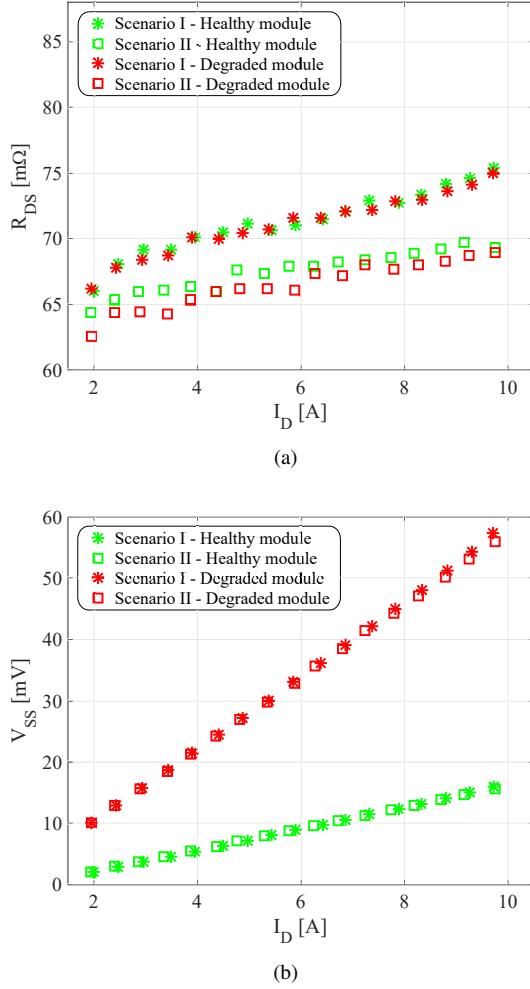 Scenario I - Healthy module
Scenario II - Healthy module
Scenario I - Degraded module
Scenario II - Degraded module
85
80
75
70
65
60
R_DS [mΩ]
2 4 6 8 10
I_D [A]
(a)
60
50
40
30
20
10
0
V_SS [mV]
Scenario I - Healthy module
Scenario II - Healthy module
Scenario I - Degraded module
Scenario II - Degraded module
2 4 6 8 10
I_D [A]
(b)